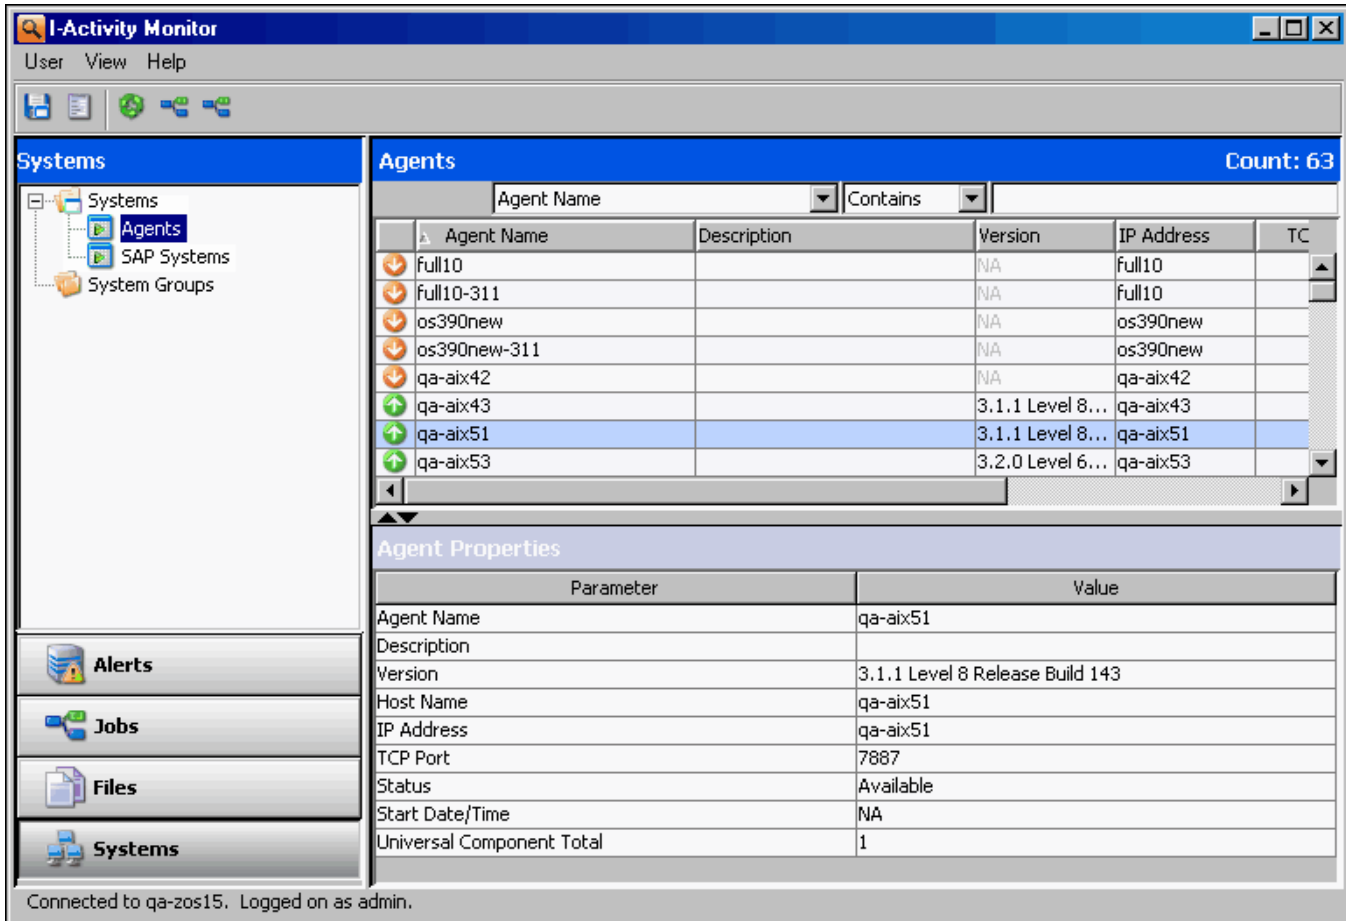 I-Activity Monitor
User View Help
Systems
Systems
Agents
SAP Systems
System Groups
Alerts
Jobs
Files
Systems
Agents Count: 63
Agent Name Contains
Agent Name Description Version IP Address TC
full10 NA full10
full10-311 NA full10
os390new NA os390new
os390new-311 NA os390new
qa-aix42 NA qa-aix42
qa-aix43 3.1.1 Level 8... qa-aix43
qa-aix51 3.1.1 Level 8... qa-aix51
qa-aix53 3.2.0 Level 6... qa-aix53
Agent Properties
Parameter Value
Agent Name qa-aix51
Description
Version 3.1.1 Level 8 Release Build 143
Host Name qa-aix51
IP Address qa-aix51
TCP Port 7887
Status Available
Start Date/Time NA
Universal Component Total 1
Connected to qa-zos15. Logged on as admin.